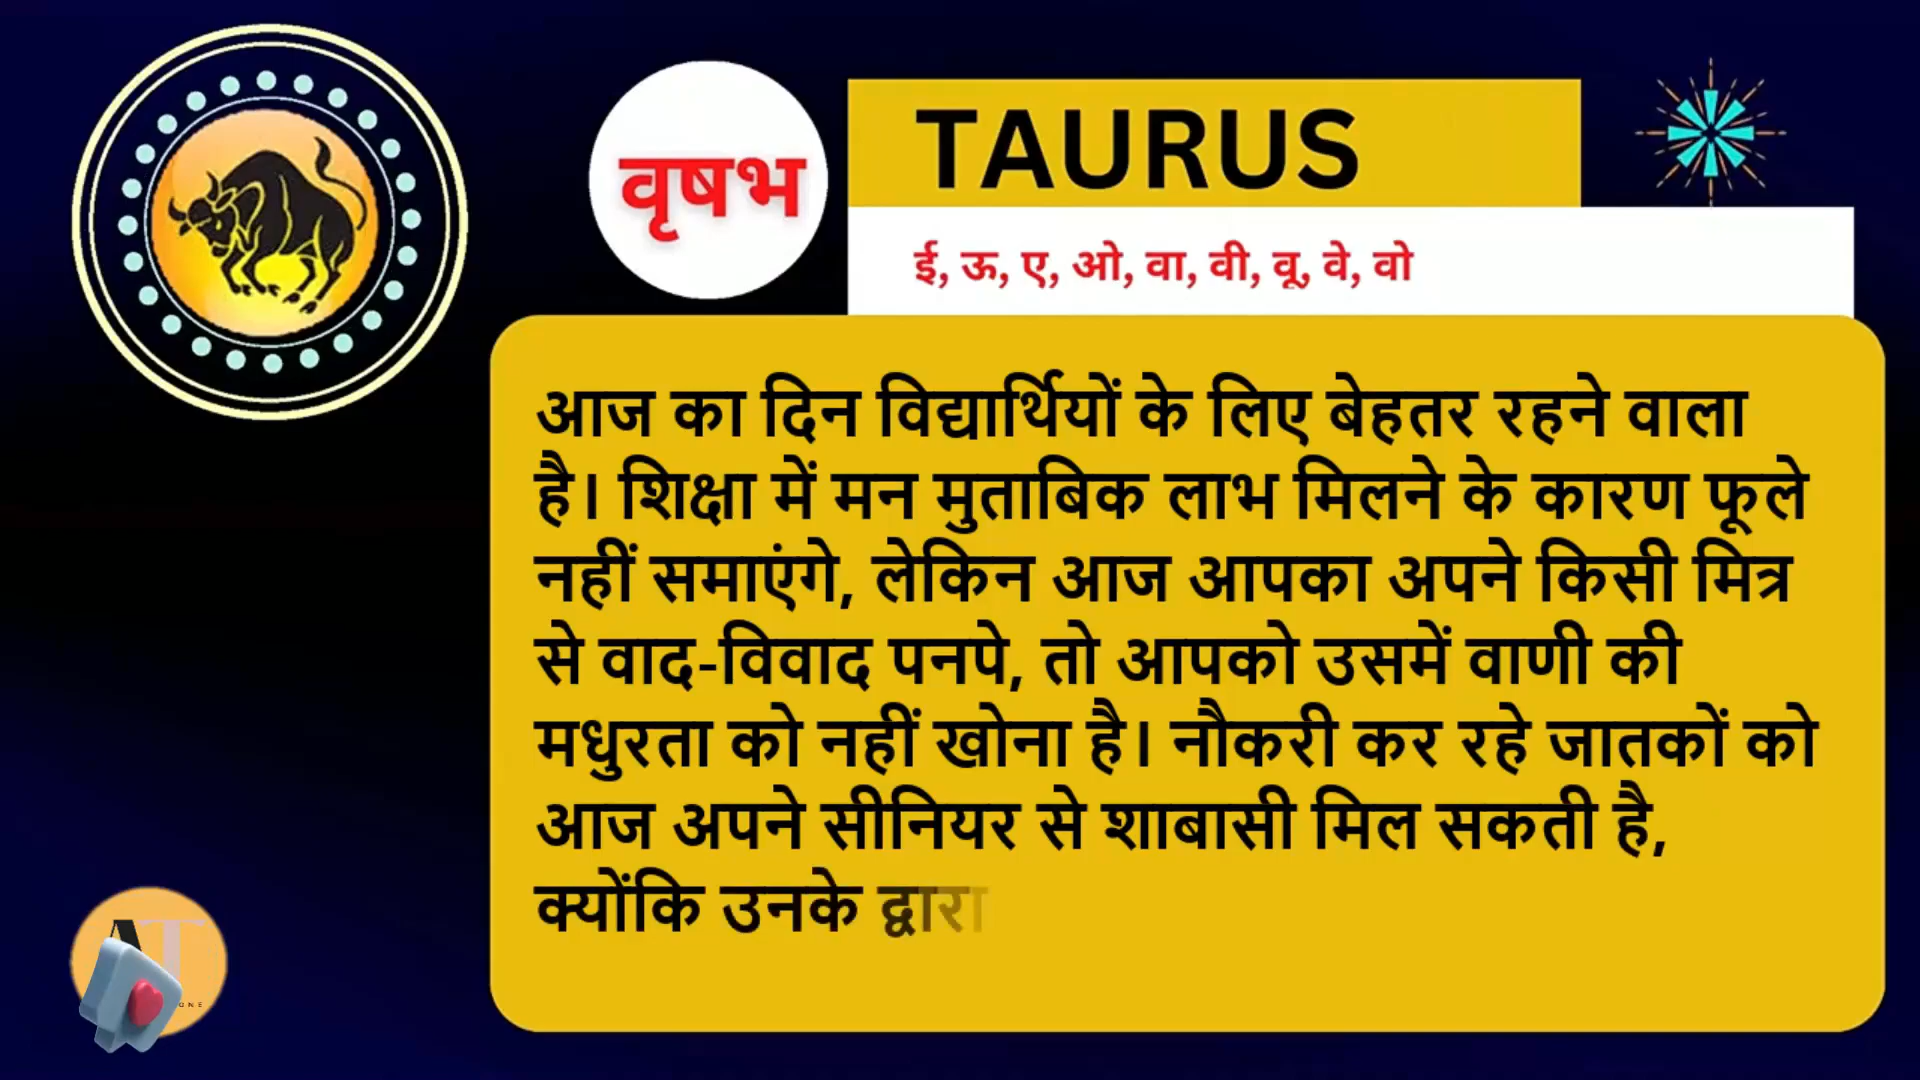 वृषभ
TAURUS
ई, ऊ, ए, ओ, वा, वी, वू, वे, वो
आज का दिन विद्यार्थियों के लिए बेहतर रहने वाला
है। शिक्षा में मन मुताबिक लाभ मिलने के कारण फूले
नहीं समाएंगे, लेकिन आज आपका अपने किसी मित्र
से वाद-विवाद पनपे, तो आपको उसमें वाणी की
मधुरता को नहीं खोना है। नौकरी कर रहे जातकों को
आज अपने सीनियर से शाबासी मिल सकती है,
क्योंकि उनके द्वारा